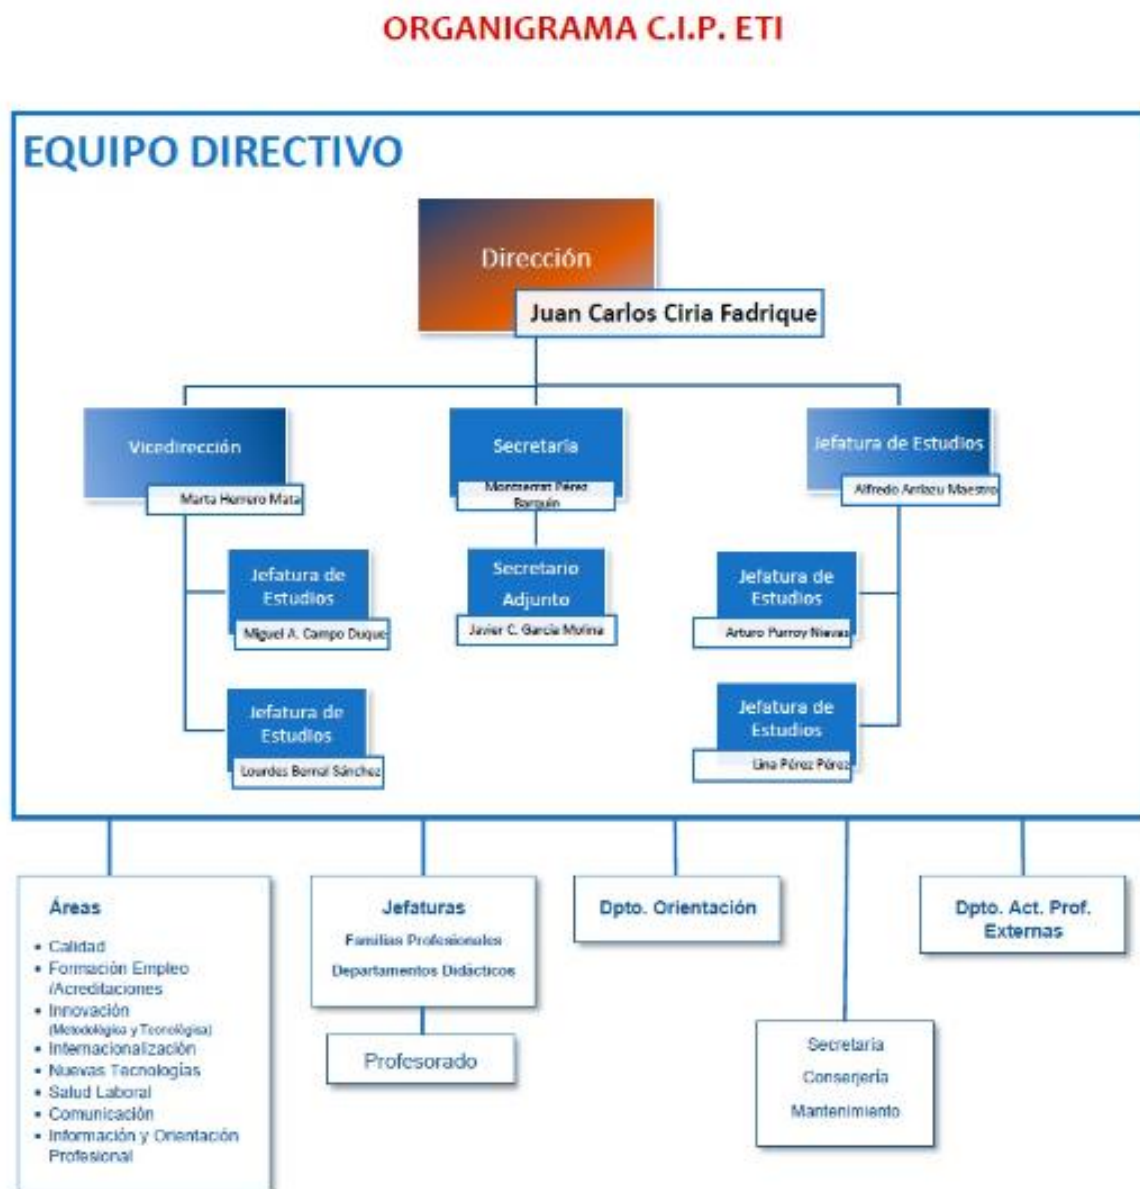 ORGANIGRAMA C.I.P. ETI
EQUIPO DIRECTIVO
Dirección
Juan Carlos Ciria Fadrique
Vicedirección
Marta Herrero Mata
Secretaría
Montserrat Pérez
Barquín
Jefatura de Estudios
Alfredo Arriazu Maestro
Jefatura de
Estudios
Miguel A. Campo Duque
Secretario
Adjunto
Javier C. García Molina
Jefatura de
Estudios
Arturo Purroy Nievas
Jefatura de
Estudios
Lourdes Bernal Sánchez
Jefatura de
Estudios
Lina Pérez Pérez
Áreas
• Calidad
• Formación Empleo
/Acreditaciones
• Innovación
(Metodológica y Tecnológica)
• Internacionalización
• Nuevas Tecnologías
• Salud Laboral
• Comunicación
• Información y Orientación
Profesional
Jefaturas
Familias Profesionales
Departamentos Didácticos
Profesorado
Dpto. Orientación
Secretaría
Conserjería
Mantenimiento
Dpto. Act. Prof.
Externas